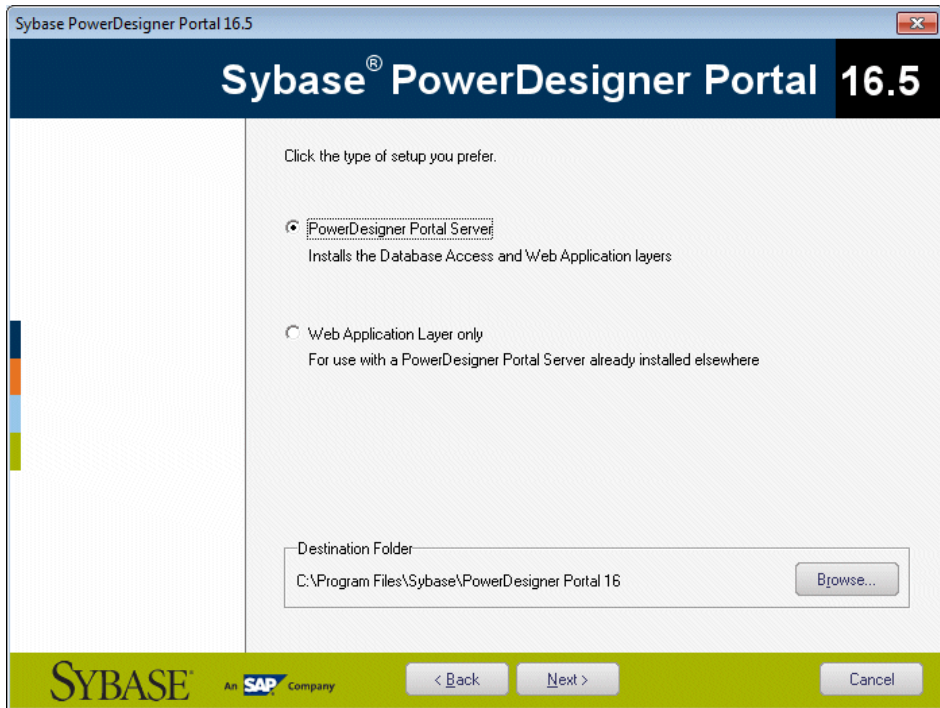 Sybase PowerDesigner Portal 16.5
Sybase® PowerDesigner Portal 16.5
Click the type of setup you prefer.
PowerDesigner Portal Server
Installs the Database Access and Web Application layers
Web Application Layer only
For use with a PowerDesigner Portal Server already installed elsewhere
Destination Folder
C:\Program Files\Sybase\PowerDesigner Portal 16
Browse...
SYBASE An SAP Company
< Back
Next >
Cancel